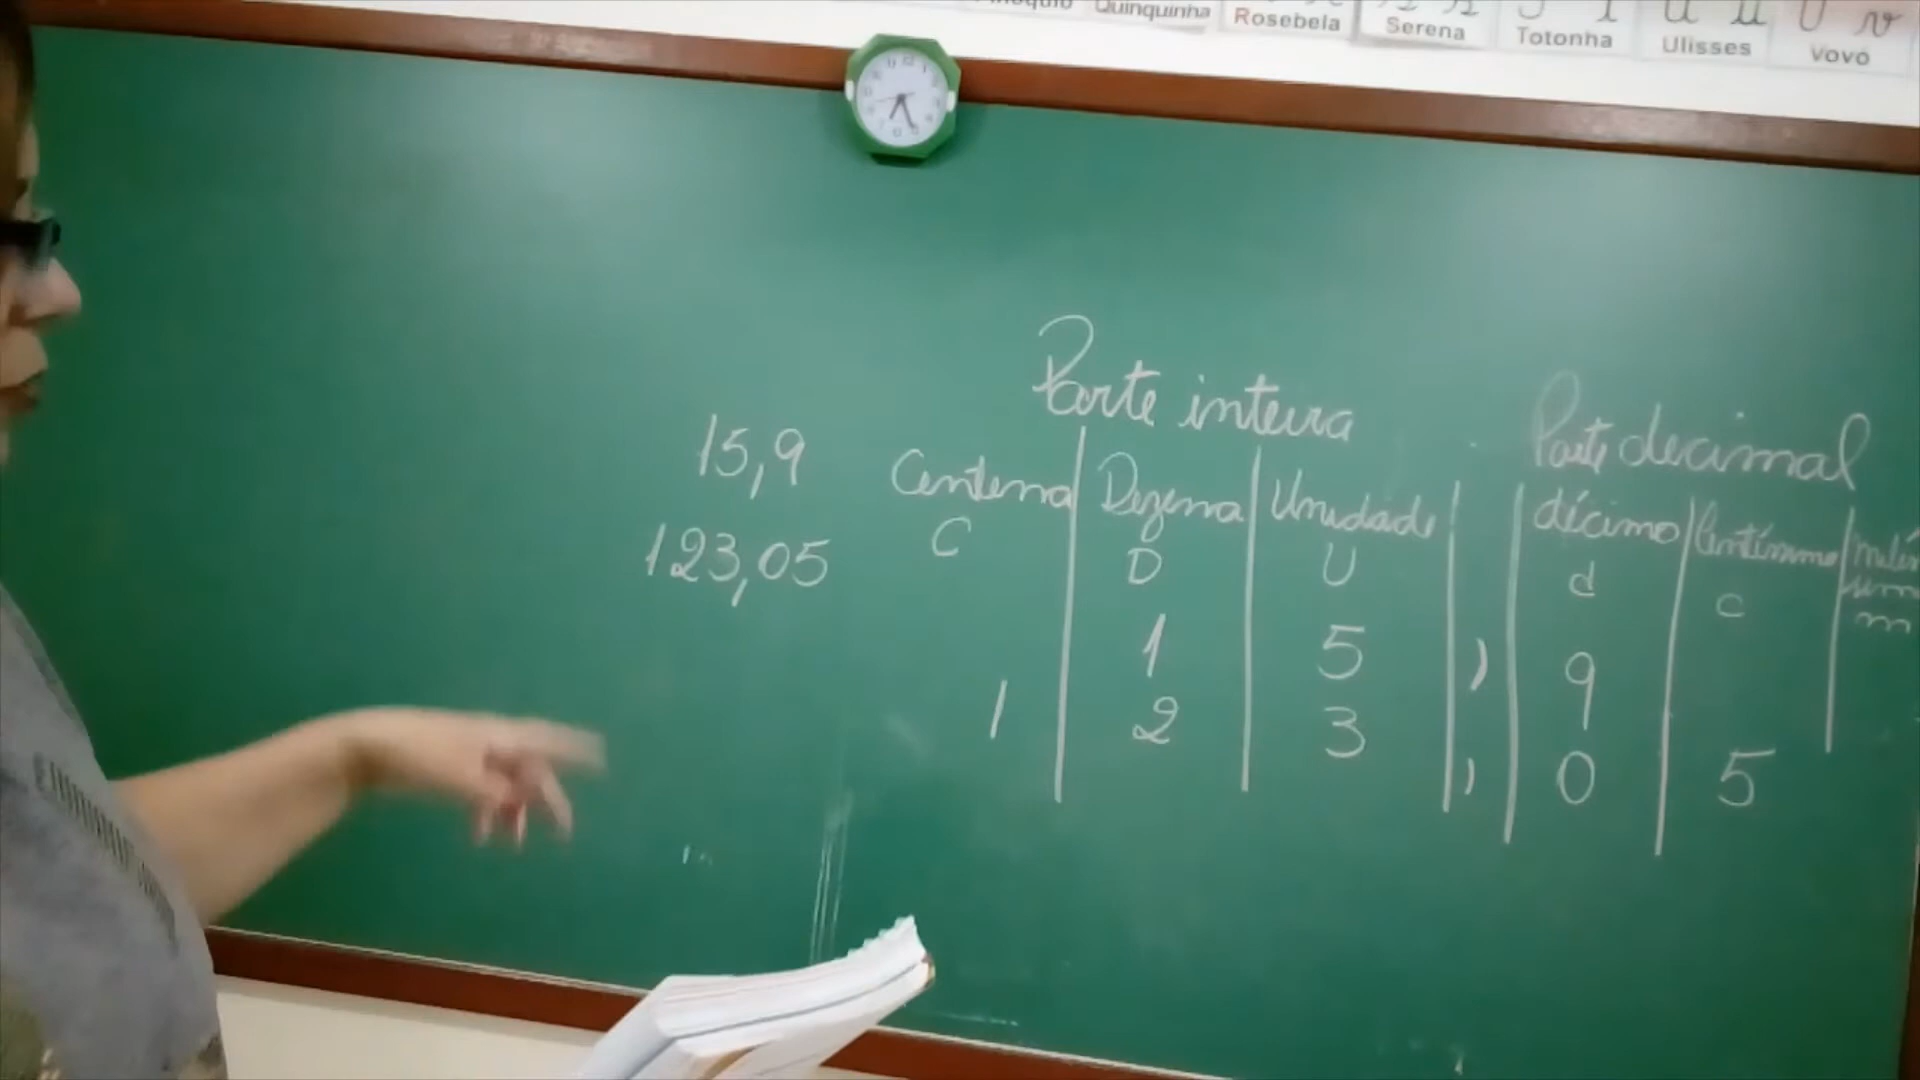 Quinquinha Rosebela Serena Totonha Ulisses Vovó
Parte inteira Parte decimal
15,9 Centena Dezena Unidade décimo Centésimo
123,05 C D U d c m
1 5 , 9
1 2 3 , 0 5